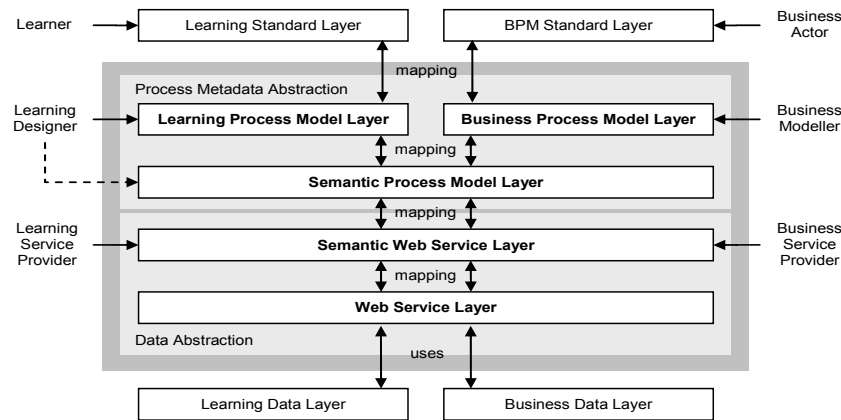 Learner
Learning Standard Layer
BPM Standard Layer
Business
Actor
mapping
Process Metadata Abstraction
Learning
Designer
Learning Process Model Layer
Business Process Model Layer
Business
Modeller
mapping
Semantic Process Model Layer
mapping
Learning
Service
Provider
Semantic Web Service Layer
Business
Service
Provider
mapping
Web Service Layer
Data Abstraction
uses
Learning Data Layer
Business Data Layer